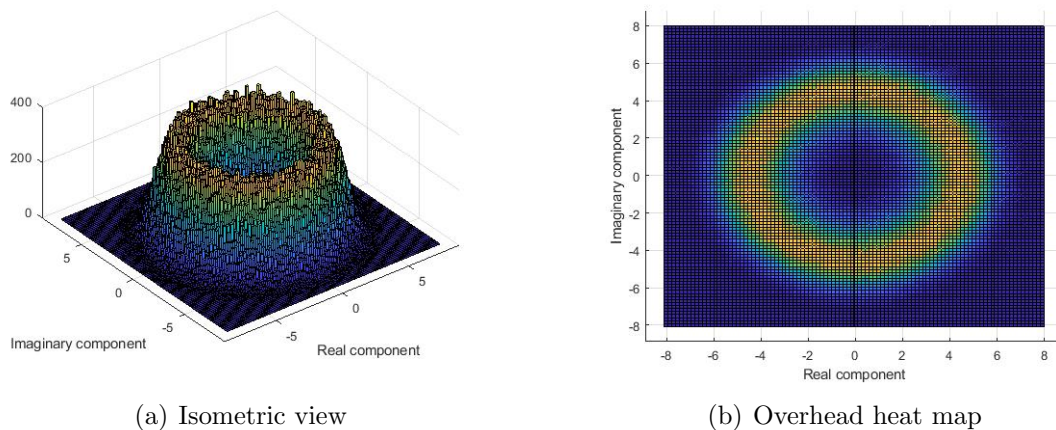 400
200
0
5
0
-5
Imaginary component
-5
0
5
Real component
(a) Isometric view
8
6
4
2
0
-2
-4
-6
-8
Imaginary component
-8 -6 -4 -2 0 2 4 6 8
Real component
(b) Overhead heat map